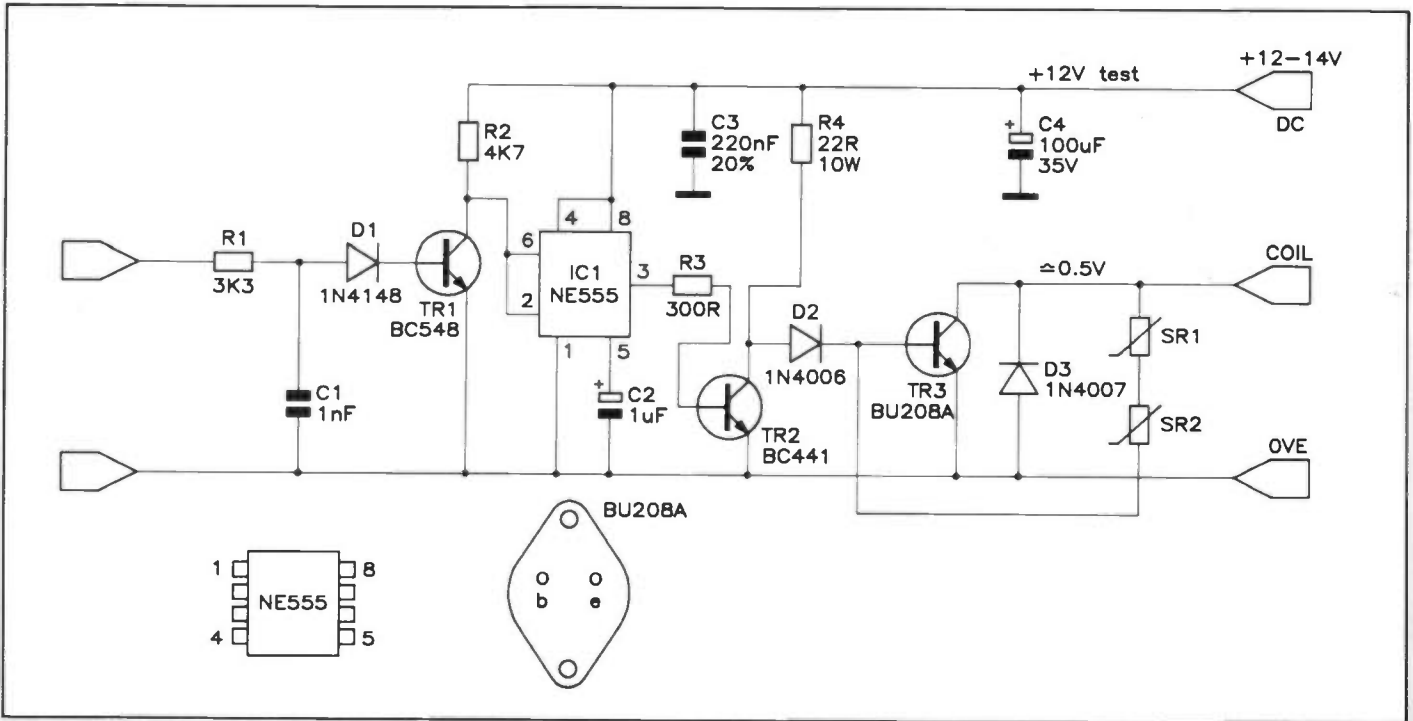 +12-14V
+12V test
DC
R2
4K7
C3
220nF
20%
R4
22R
10W
+
C4
100uF
35V
4
8
R1
3K3
D1
1N4148
TR1
BC548
6
2
IC1
NE555
3
R3
300R
≏0.5V
COIL
1
5
D2
1N4006
TR3
BU208A
D3
1N4007
SR1
SR2
C1
1nF
+
C2
1uF
TR2
BC441
0VE
BU208A
b
e
NE555
1
8
4
5